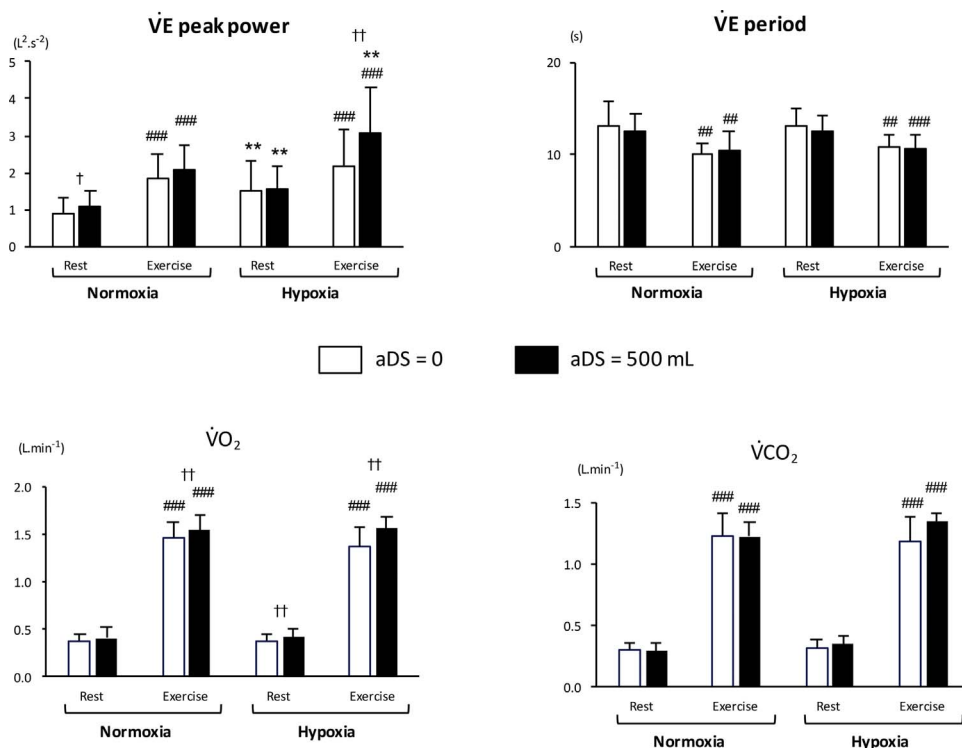 V̇E peak power
(L².s⁻²)
5
4
3
2
1
0
†
###
###
**
**
††
**
###
###
Rest
Exercise
Rest
Exercise
Normoxia
Hypoxia
V̇E period
(s)
20
10
0
##
##
##
###
Rest
Exercise
Rest
Exercise
Normoxia
Hypoxia
aDS = 0
aDS = 500 mL
V̇O₂
(L.min⁻¹)
2.0
1.5
1.0
0.5
0.0
††
###
###
††
††
###
###
Rest
Exercise
Rest
Exercise
Normoxia
Hypoxia
V̇CO₂
(L.min⁻¹)
1.5
1.0
0.5
0.0
###
###
###
###
Rest
Exercise
Rest
Exercise
Normoxia
Hypoxia